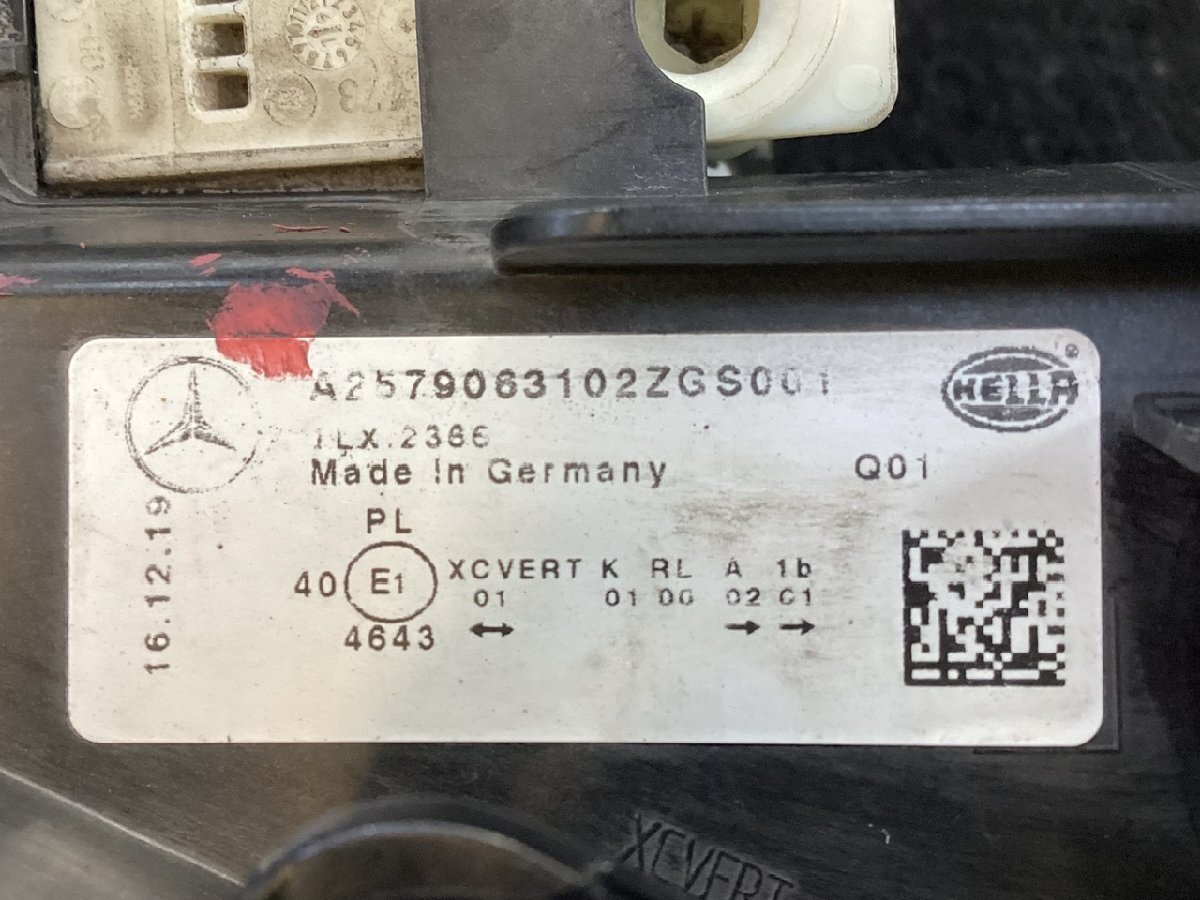 A2579063102ZGS001
HELLA®
1LX.2366
Made In Germany
Q01
16.12.19
PL
40 E1 XCVERT K RL A 1b
01 01 00 02 01
4643 ↔ → →
XCVERT